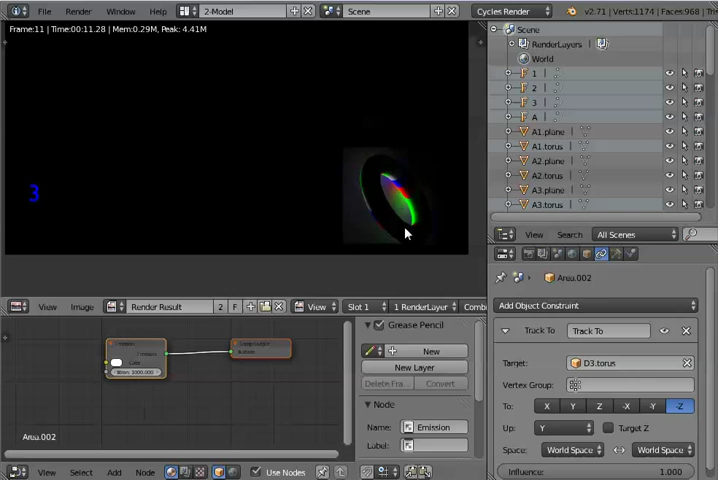 File Render Window Help 2-Model Scene Cycles Render v2.71 | Verts:1174 | Faces:968 |
Frame:11 | Time:00:11.28 | Mem:0.29M, Peak: 4.41M
3
Scene
RenderLayers
World
1
2
3
A
A1.plane
A1.torus
A2.plane
A2.torus
A3.plane
A3.torus
View Search All Scenes
Area.002
Add Object Constraint
Track To Track To
Target: D3.torus
Vertex Group:
To: X Y Z -X -Y -Z
Up: Y Target Z
Space: World Space World Space
Influence: 1.000
View Image Render Result 2 F View Slot 1 1 RenderLayer
Grease Pencil
New
New Layer
Delete Fra... Convert
Node
Name: Emission
Label:
Emission
Color
Area.002
View Select Add Node Use Nodes